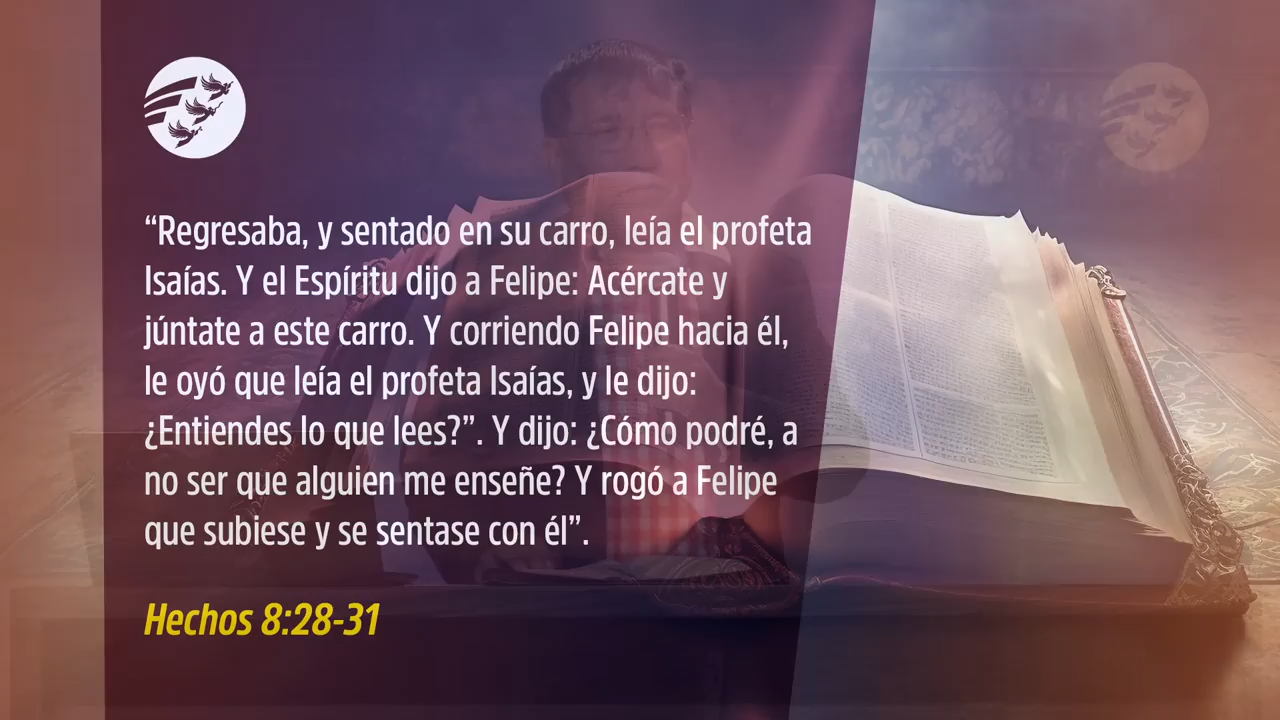 “Regresaba, y sentado en su carro, leía el profeta
Isaías. Y el Espíritu dijo a Felipe: Acércate y
júntate a este carro. Y corriendo Felipe hacia él,
le oyó que leía el profeta Isaías, y le dijo:
¿Entiendes lo que lees?”. Y dijo: ¿Cómo podré, a
no ser que alguien me enseñe? Y rogó a Felipe
que subiese y se sentase con él”.
Hechos 8:28-31